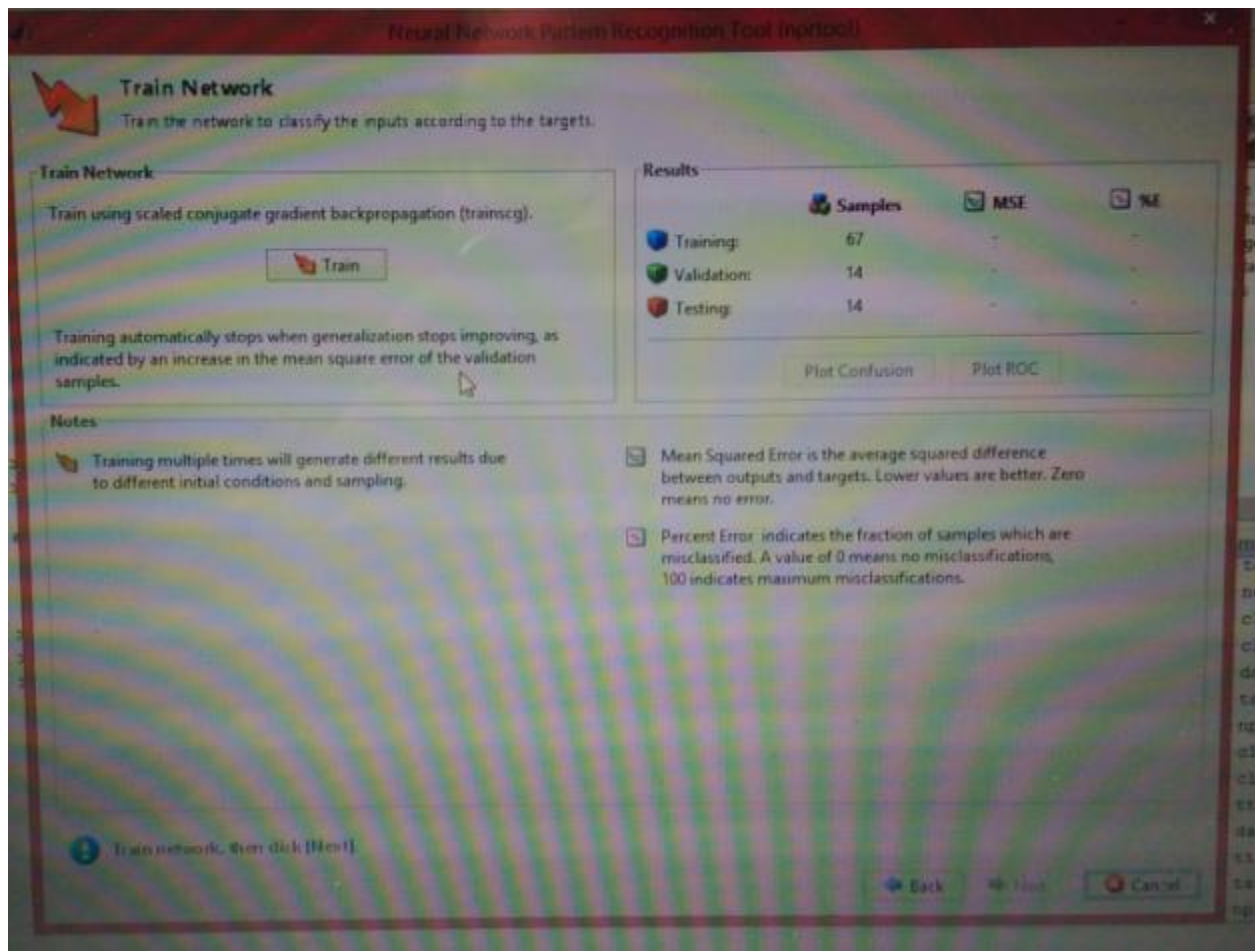 Neural Network Pattern Recognition Tool (nprtool)
Train Network
Train the network to classify the inputs according to the targets.
Train Network
Train using scaled conjugate gradient backpropagation (trainscg).
Train
Training automatically stops when generalization stops improving, as
indicated by an increase in the mean square error of the validation
samples.
Results
Samples MSE %E
Training: 67 - -
Validation: 14 - -
Testing: 14 - -
Plot Confusion Plot ROC
Notes
Training multiple times will generate different results due
to different initial conditions and sampling.
Mean Squared Error is the average squared difference
between outputs and targets. Lower values are better. Zero
means no error.
Percent Error indicates the fraction of samples which are
misclassified. A value of 0 means no misclassifications,
100 indicates maximum misclassifications.
Train network, then click [Next].
Back Next Cancel